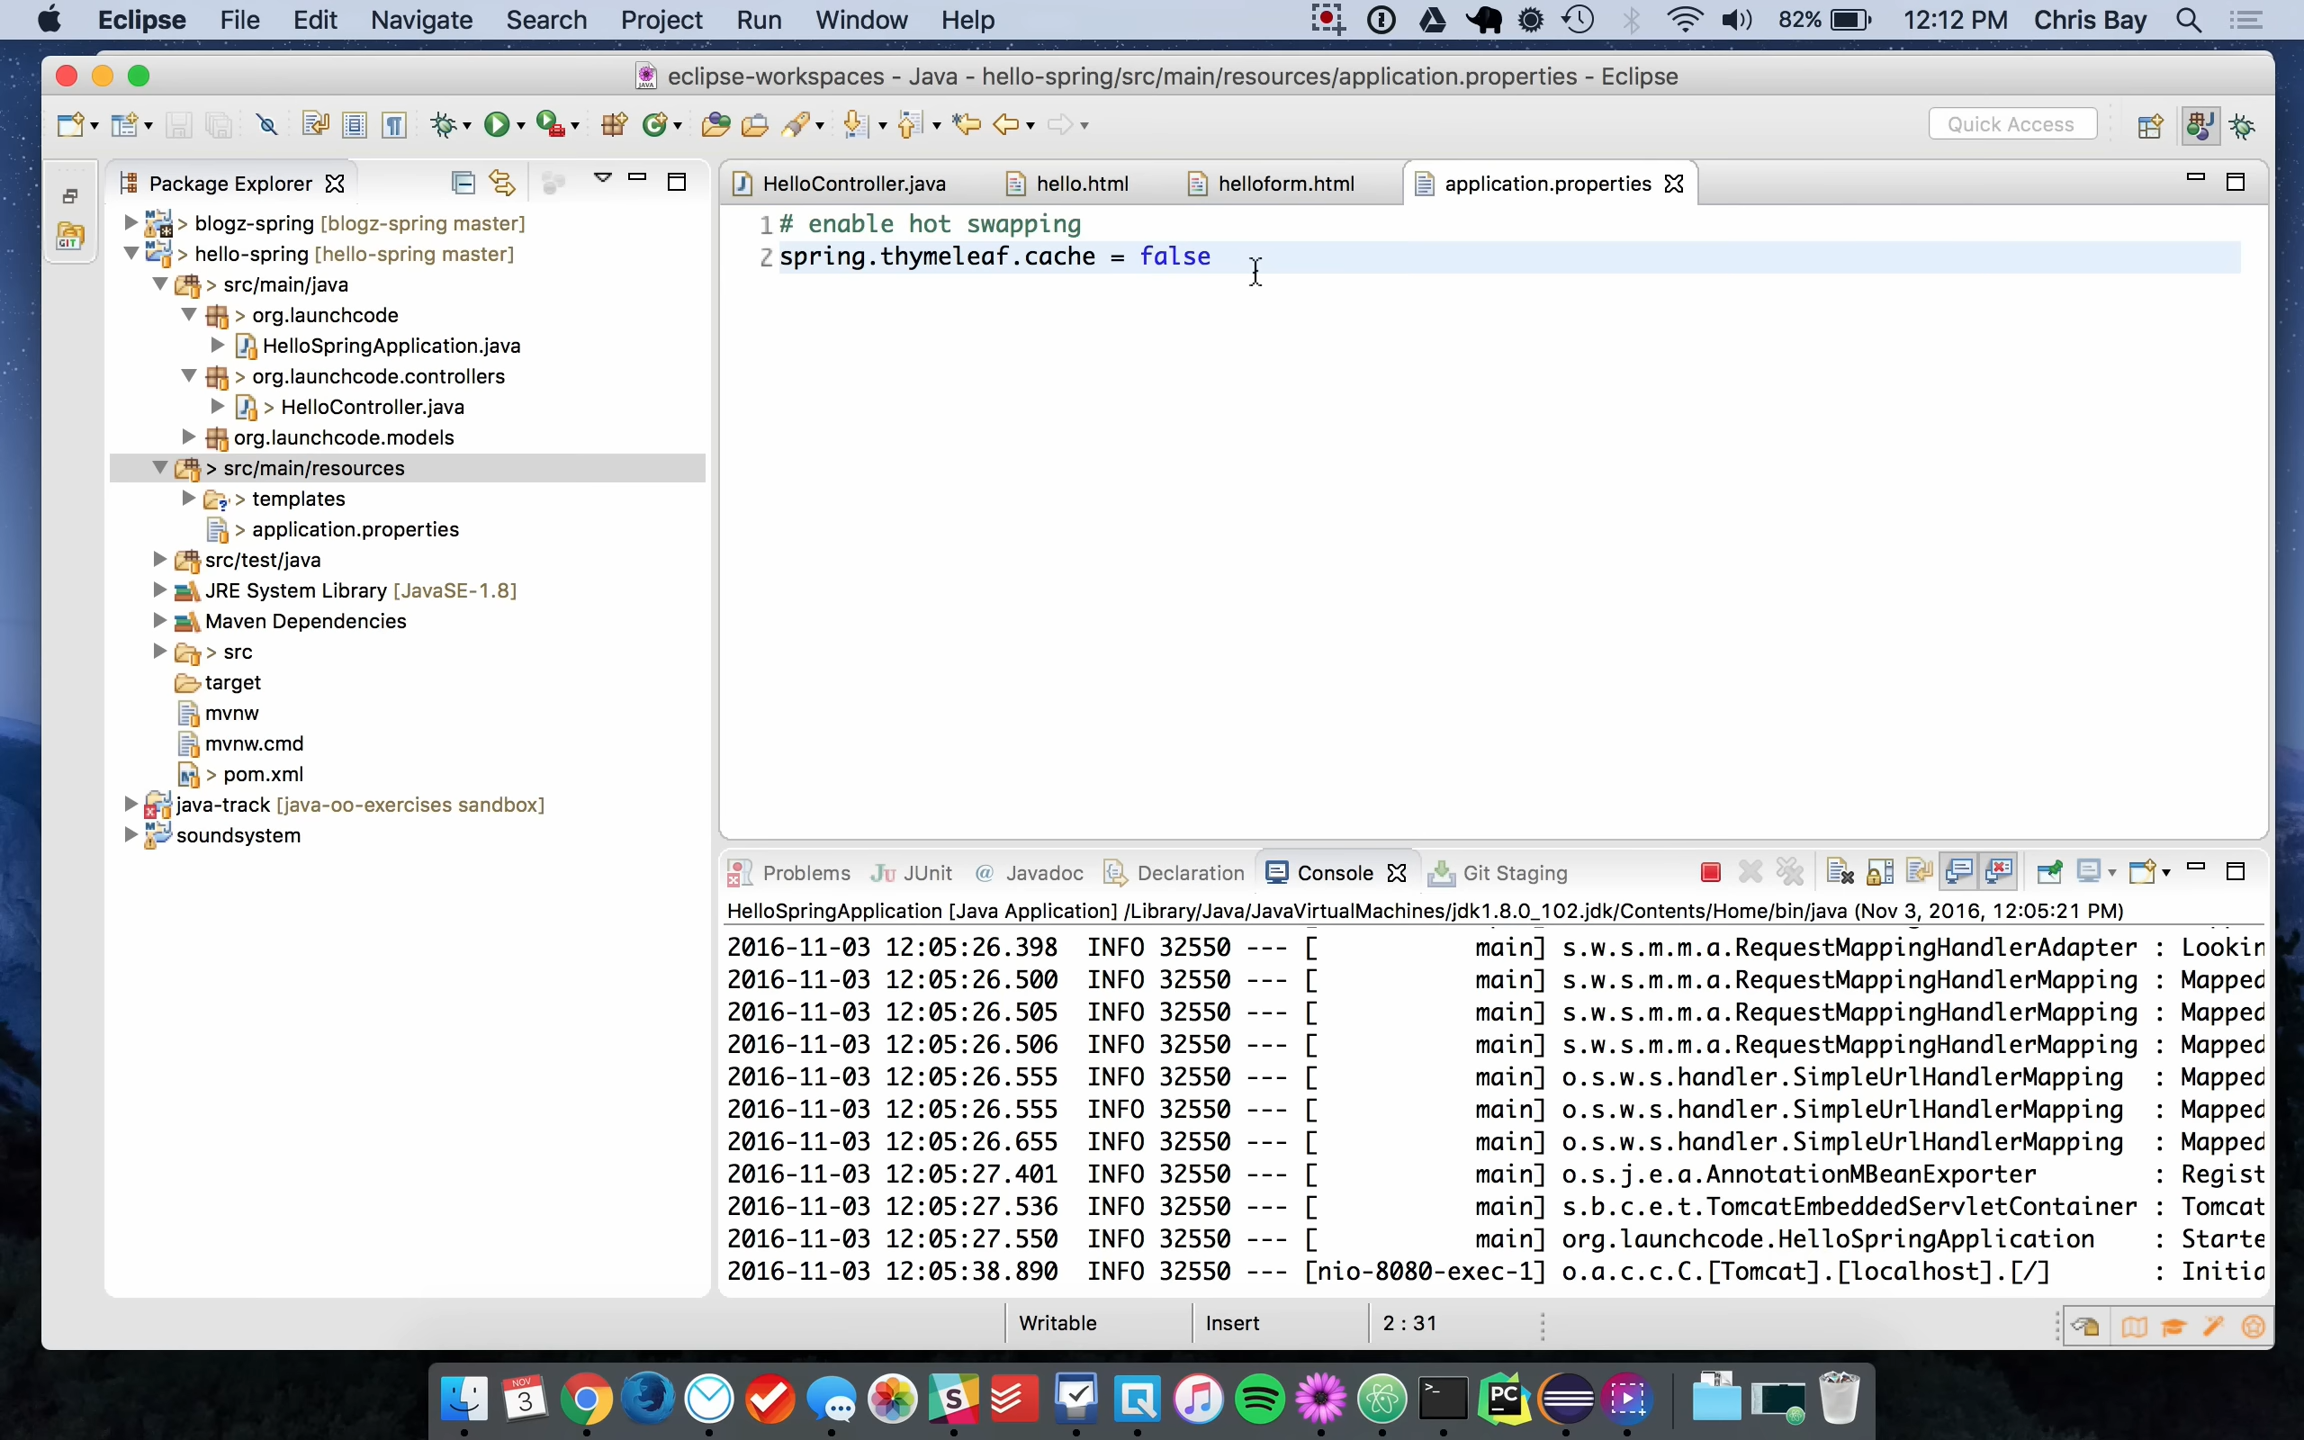 Eclipse File Edit Navigate Search Project Run Window Help 82% 12:12 PM Chris Bay
eclipse-workspaces - Java - hello-spring/src/main/resources/application.properties - Eclipse
Quick Access
Package Explorer
> blogz-spring [blogz-spring master]
> hello-spring [hello-spring master]
> src/main/java
> org.launchcode
HelloSpringApplication.java
> org.launchcode.controllers
> HelloController.java
org.launchcode.models
> src/main/resources
> templates
> application.properties
src/test/java
JRE System Library [JavaSE-1.8]
Maven Dependencies
> src
target
mvnw
mvnw.cmd
> pom.xml
java-track [java-oo-exercises sandbox]
soundsystem
HelloController.java hello.html helloform.html application.properties
1 # enable hot swapping
2 spring.thymeleaf.cache = false
Problems JUnit @ Javadoc Declaration Console Git Staging
HelloSpringApplication [Java Application] /Library/Java/JavaVirtualMachines/jdk1.8.0_102.jdk/Contents/Home/bin/java (Nov 3, 2016, 12:05:21 PM)
2016-11-03 12:05:26.398 INFO 32550 --- [ main] s.w.s.m.m.a.RequestMappingHandlerAdapter : Lookin
2016-11-03 12:05:26.500 INFO 32550 --- [ main] s.w.s.m.m.a.RequestMappingHandlerMapping : Mapped
2016-11-03 12:05:26.505 INFO 32550 --- [ main] s.w.s.m.m.a.RequestMappingHandlerMapping : Mapped
2016-11-03 12:05:26.506 INFO 32550 --- [ main] s.w.s.m.m.a.RequestMappingHandlerMapping : Mapped
2016-11-03 12:05:26.555 INFO 32550 --- [ main] o.s.w.s.handler.SimpleUrlHandlerMapping : Mapped
2016-11-03 12:05:26.555 INFO 32550 --- [ main] o.s.w.s.handler.SimpleUrlHandlerMapping : Mapped
2016-11-03 12:05:26.655 INFO 32550 --- [ main] o.s.w.s.handler.SimpleUrlHandlerMapping : Mapped
2016-11-03 12:05:27.401 INFO 32550 --- [ main] o.s.j.e.a.AnnotationMBeanExporter : Regist
2016-11-03 12:05:27.536 INFO 32550 --- [ main] s.b.c.e.t.TomcatEmbeddedServletContainer : Tomcat
2016-11-03 12:05:27.550 INFO 32550 --- [ main] org.launchcode.HelloSpringApplication : Starte
2016-11-03 12:05:38.890 INFO 32550 --- [nio-8080-exec-1] o.a.c.c.C.[Tomcat].[localhost].[/] : Initia
Writable Insert 2 : 31
NOV
3
S
PC